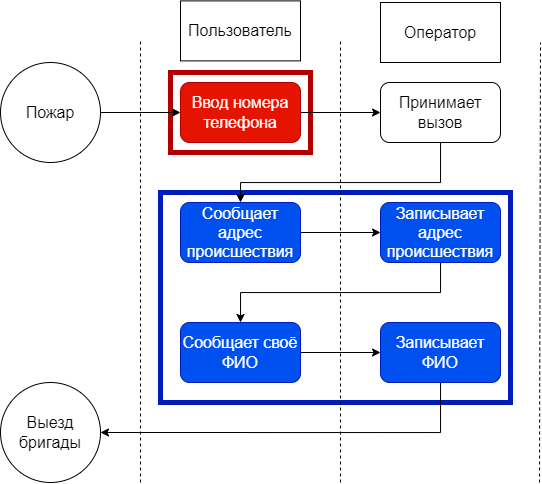 Пользователь
Оператор
Пожар
Ввод номера
телефона
Принимает
вызов
Сообщает
адрес
происшествия
Записывает
адрес
происшествия
Сообщает своё
ФИО
Записывает
ФИО
Выезд
бригады